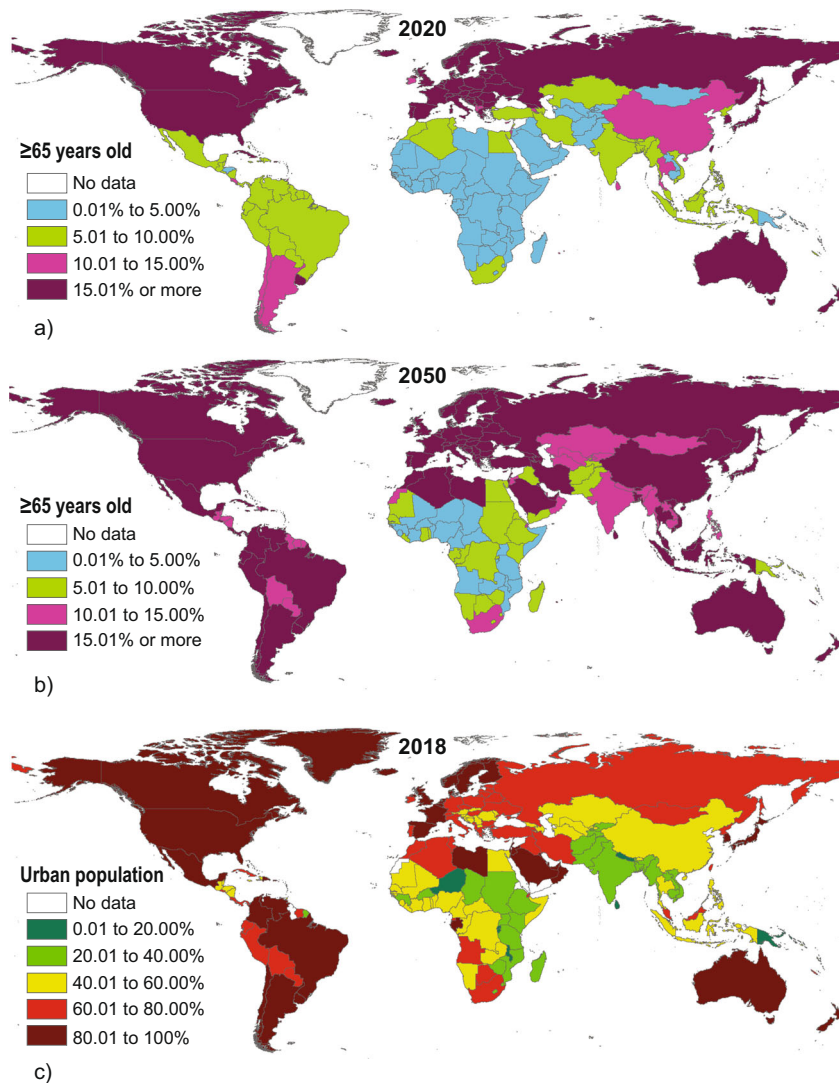 2020
≥65 years old
No data
0.01% to 5.00%
5.01 to 10.00%
10.01 to 15.00%
15.01% or more
a)
2050
≥65 years old
No data
0.01% to 5.00%
5.01 to 10.00%
10.01 to 15.00%
15.01% or more
b)
2018
Urban population
No data
0.01 to 20.00%
20.01 to 40.00%
40.01 to 60.00%
60.01 to 80.00%
80.01 to 100%
c)